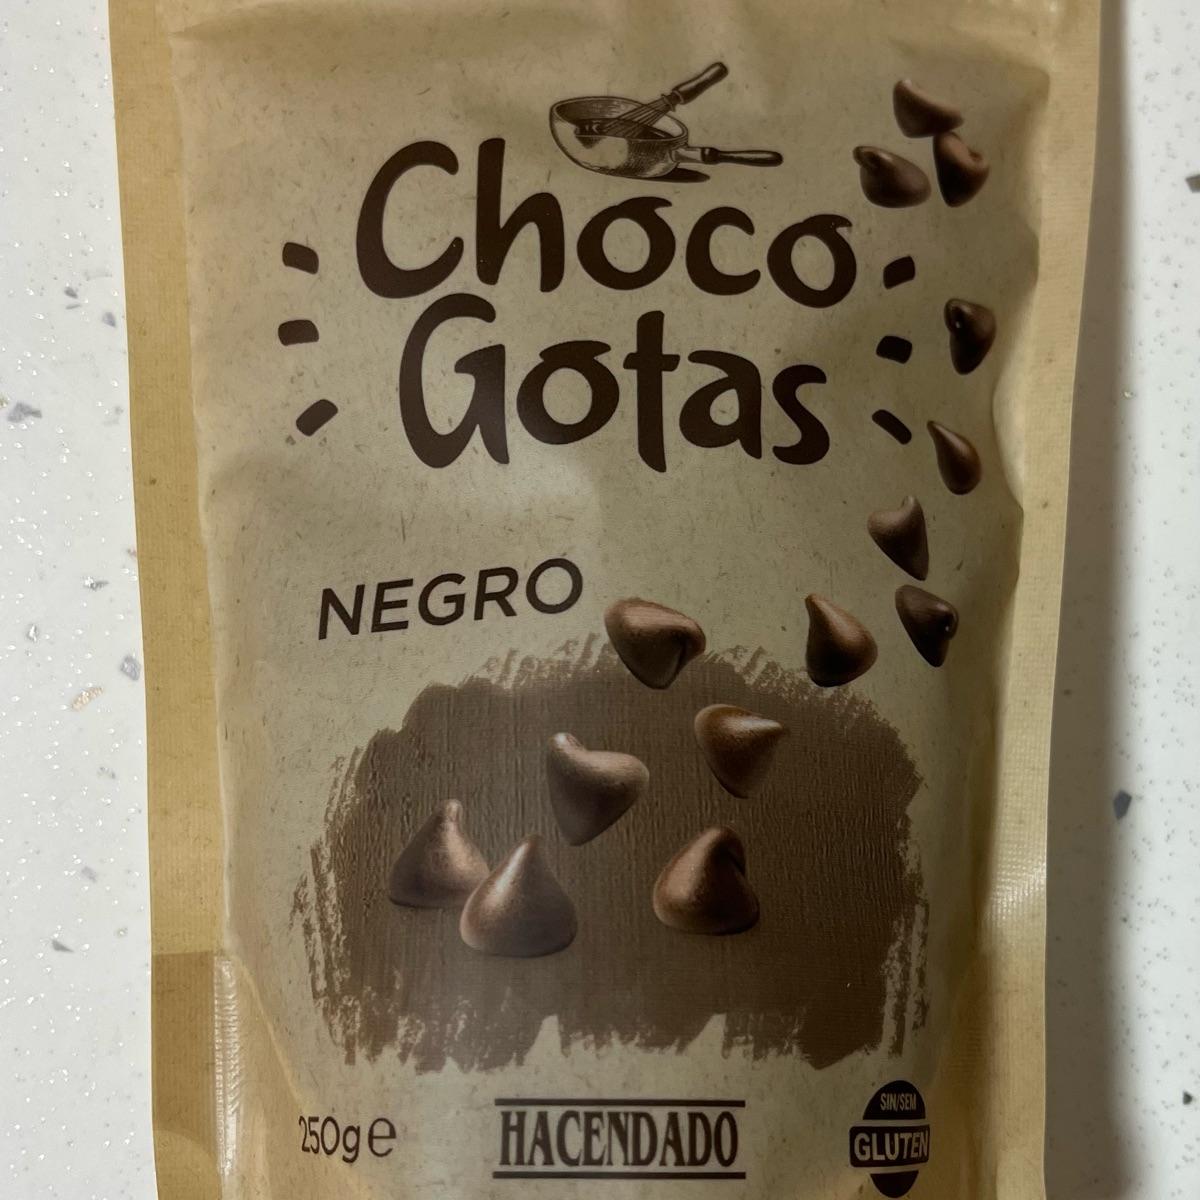 Choco
Gotas
NEGRO
250g e
HACENDADO
SIN/SEM
GLUTEN